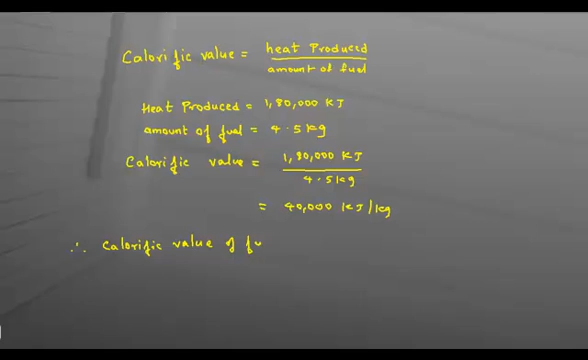 Calorific value = heat Produced / amount of fuel
Heat Produced = 1,80,000 KJ
amount of fuel = 4.5 kg
Calorific value = 1,80,000 KJ / 4.5 kg
= 40,000 KJ/kg
∴ Calorific value of fu